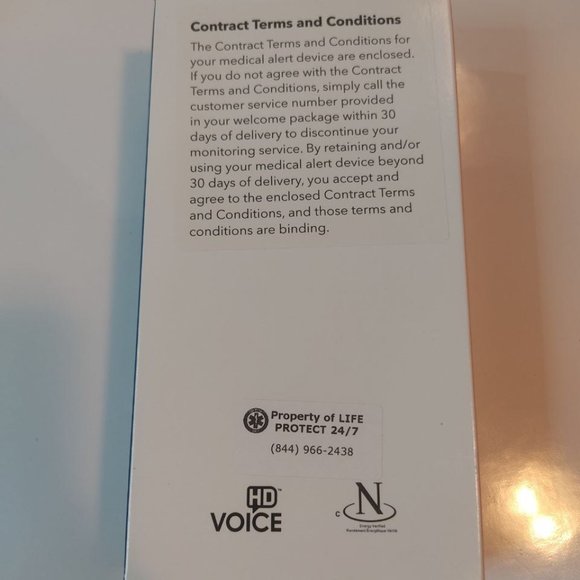 Contract Terms and Conditions
The Contract Terms and Conditions for
your medical alert device are enclosed.
If you do not agree with the Contract
Terms and Conditions, simply call the
customer service number provided
in your welcome package within 30
days of delivery to discontinue your
monitoring service. By retaining and/or
using your medical alert device beyond
30 days of delivery, you accept and
agree to the enclosed Contract Terms
and Conditions, and those terms and
conditions are binding.
Property of LIFE
PROTECT 24/7
(844) 966-2438
HD™
VOICE
C N
Energy Verified